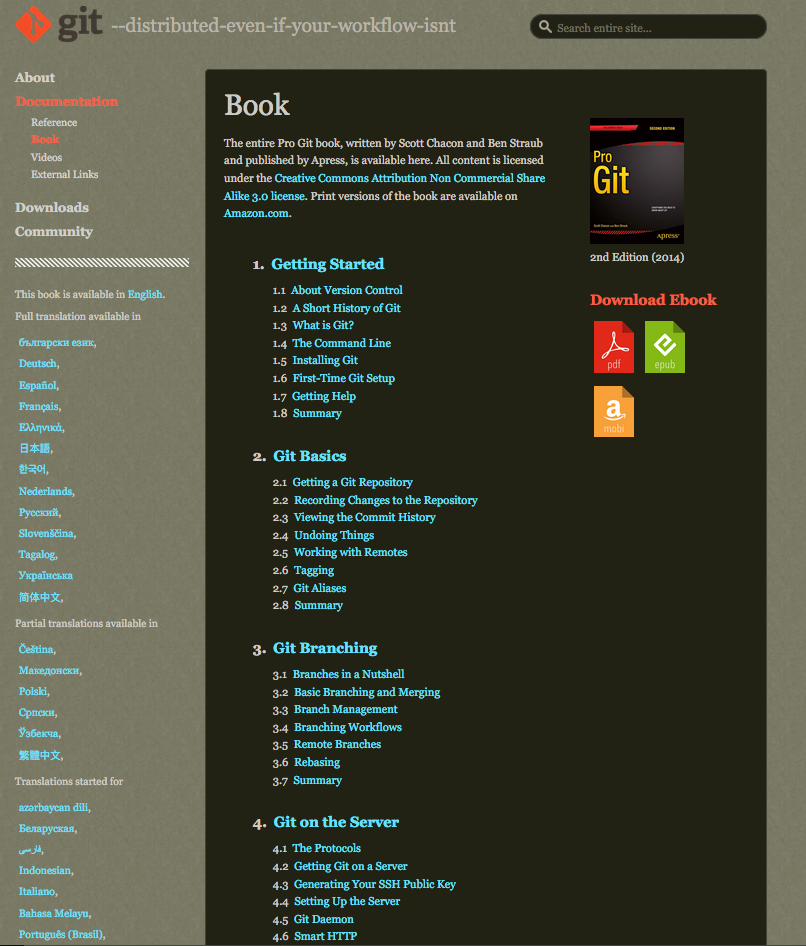 git --distributed-even-if-your-workflow-isnt
Search entire site...
About
Documentation
Reference
Book
Videos
External Links
Downloads
Community
This book is available in English.
Full translation available in
български език,
Deutsch,
Español,
Français,
Ελληνικά,
日本語,
한국어,
Nederlands,
Русский,
Slovenščina,
Tagalog,
Українська
简体中文,
Partial translations available in
Čeština,
Македонски,
Polski,
Српски,
Ўзбекча,
繁體中文,
Translations started for
azərbaycan dili,
Беларуская,
فارسی,
Indonesian,
Italiano,
Bahasa Melayu,
Português (Brasil),
Book
The entire Pro Git book, written by Scott Chacon and Ben Straub
and published by Apress, is available here. All content is licensed
under the Creative Commons Attribution Non Commercial Share
Alike 3.0 license. Print versions of the book are available on
Amazon.com.
1. Getting Started
1.1 About Version Control
1.2 A Short History of Git
1.3 What is Git?
1.4 The Command Line
1.5 Installing Git
1.6 First-Time Git Setup
1.7 Getting Help
1.8 Summary
2. Git Basics
2.1 Getting a Git Repository
2.2 Recording Changes to the Repository
2.3 Viewing the Commit History
2.4 Undoing Things
2.5 Working with Remotes
2.6 Tagging
2.7 Git Aliases
2.8 Summary
3. Git Branching
3.1 Branches in a Nutshell
3.2 Basic Branching and Merging
3.3 Branch Management
3.4 Branching Workflows
3.5 Remote Branches
3.6 Rebasing
3.7 Summary
4. Git on the Server
4.1 The Protocols
4.2 Getting Git on a Server
4.3 Generating Your SSH Public Key
4.4 Setting Up the Server
4.5 Git Daemon
4.6 Smart HTTP
SECOND EDITION
Pro
Git
Scott Chacon and Ben Straub
Apress®
2nd Edition (2014)
Download Ebook
pdf
epub
a
mobi